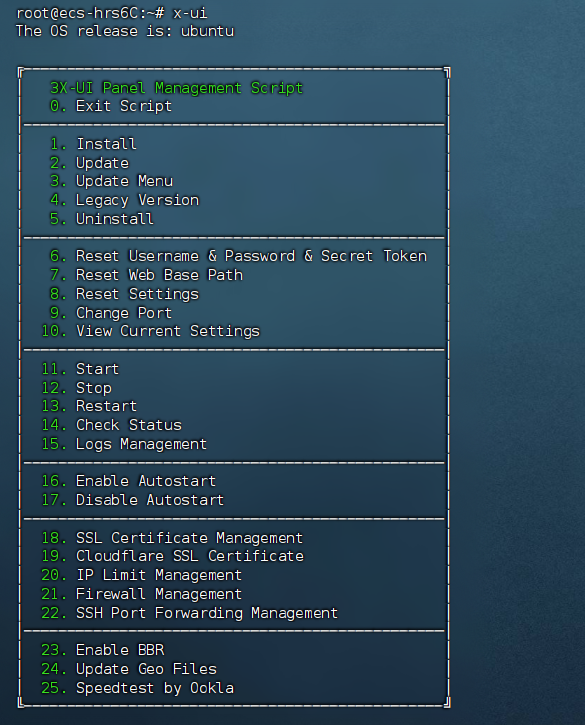 root@ecs-hrs6C:~# x-ui
The OS release is: ubuntu
3X-UI Panel Management Script
0. Exit Script
1. Install
2. Update
3. Update Menu
4. Legacy Version
5. Uninstall
6. Reset Username & Password & Secret Token
7. Reset Web Base Path
8. Reset Settings
9. Change Port
10. View Current Settings
11. Start
12. Stop
13. Restart
14. Check Status
15. Logs Management
16. Enable Autostart
17. Disable Autostart
18. SSL Certificate Management
19. Cloudflare SSL Certificate
20. IP Limit Management
21. Firewall Management
22. SSH Port Forwarding Management
23. Enable BBR
24. Update Geo Files
25. Speedtest by Ookla